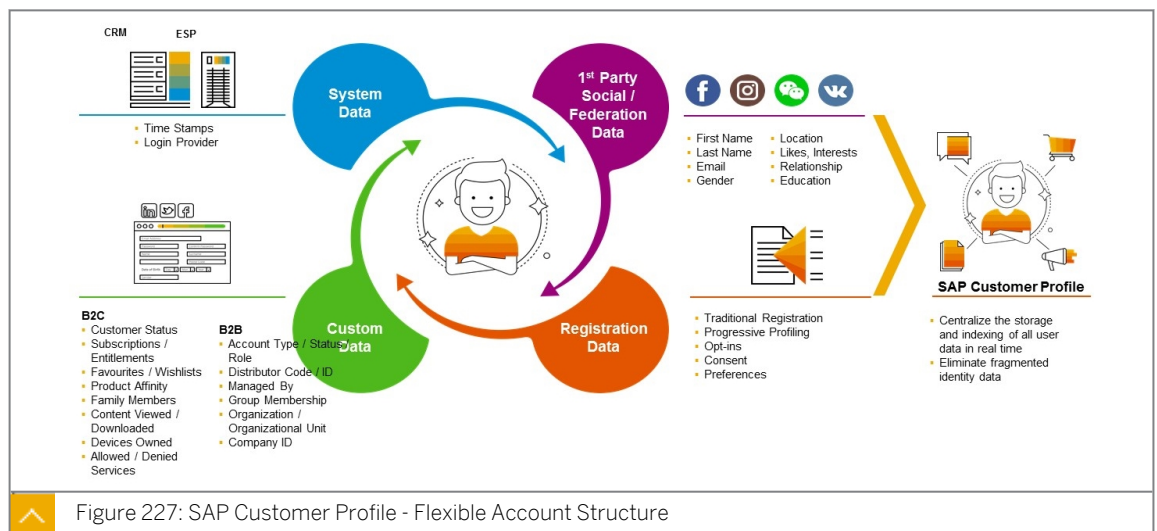 CRM
ESP
Time Stamps
Login Provider
System
Data
1st Party
Social /
Federation
Data
First Name
Last Name
Email
Gender
Location
Likes, Interests
Relationship
Education
B2C
Customer Status
Subscriptions /
Entitlements
Favourites / Wishlists
Product Affinity
Family Members
Content Viewed /
Downloaded
Devices Owned
Allowed / Denied
Services
B2B
Account Type / Status /
Role
Distributor Code / ID
Managed By
Group Membership
Organization /
Organizational Unit
Company ID
Custom
Data
Registration
Data
Traditional Registration
Progressive Profiling
Opt-ins
Consent
Preferences
SAP Customer Profile
Centralize the storage
and indexing of all user
data in real time
Eliminate fragmented
identity data
Figure 227: SAP Customer Profile - Flexible Account Structure